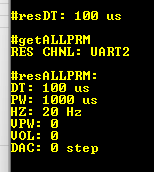 #resDT: 100 us
#getALLPRM
RES CHNL: UART2
#resALLPRM:
DT: 100 us
PW: 1000 us
HZ: 20 Hz
VPW: 0
VOL: 0
DAC: 0 step